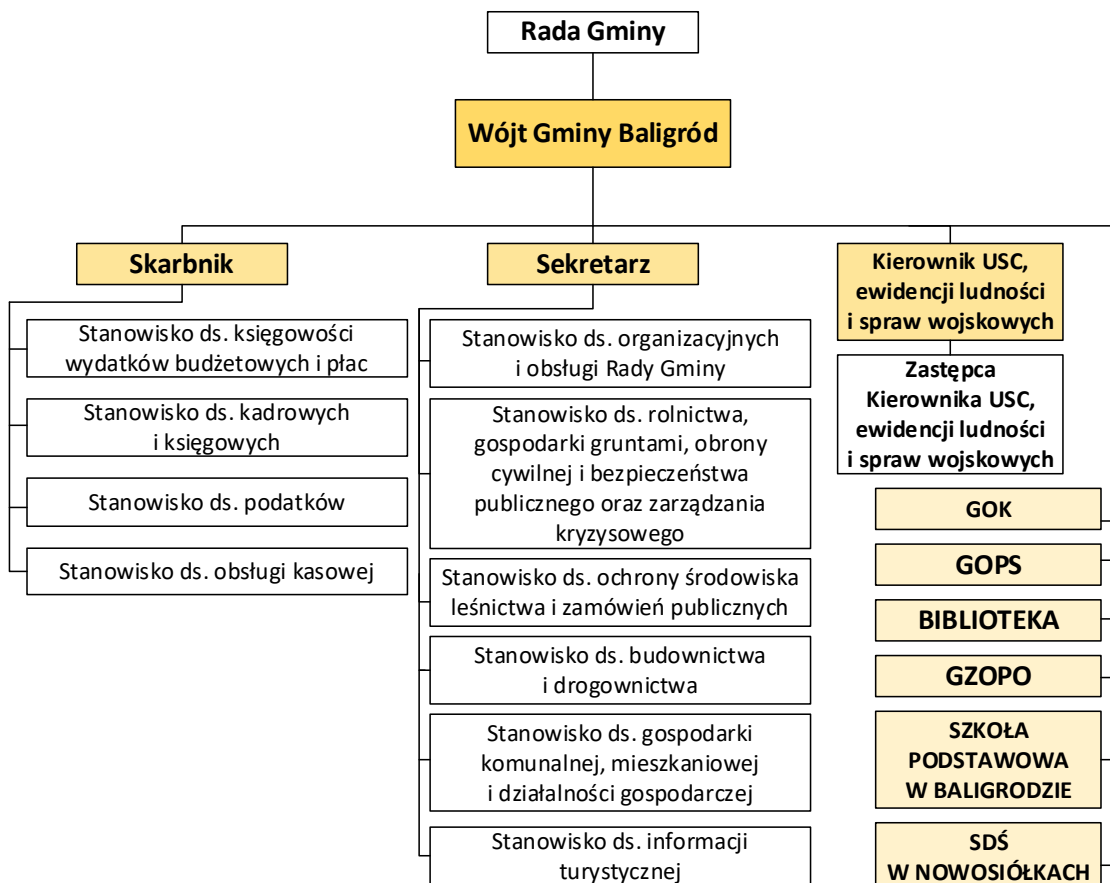 Rada Gminy
Wójt Gminy Baligród
Skarbnik
Stanowisko ds. księgowości
wydatków budżetowych i płac
Stanowisko ds. kadrowych
i księgowych
Stanowisko ds. podatków
Stanowisko ds. obsługi kasowej
Sekretarz
Stanowisko ds. organizacyjnych
i obsługi Rady Gminy
Stanowisko ds. rolnictwa,
gospodarki gruntami, obrony
cywilnej i bezpieczeństwa
publicznego oraz zarządzania
kryzysowego
Stanowisko ds. ochrony środowiska
leśnictwa i zamówień publicznych
Stanowisko ds. budownictwa
i drogownictwa
Stanowisko ds. gospodarki
komunalnej, mieszkaniowej
i działalności gospodarczej
Stanowisko ds. informacji
turystycznej
Kierownik USC,
ewidencji ludności
i spraw wojskowych
Zastępca
Kierownika USC,
ewidencji ludności
i spraw wojskowych
GOK
GOPS
BIBLIOTEKA
GZOPO
SZKOŁA
PODSTAWOWA
W BALIGRODZIE
SDŚ
W NOWOSIÓŁKACH